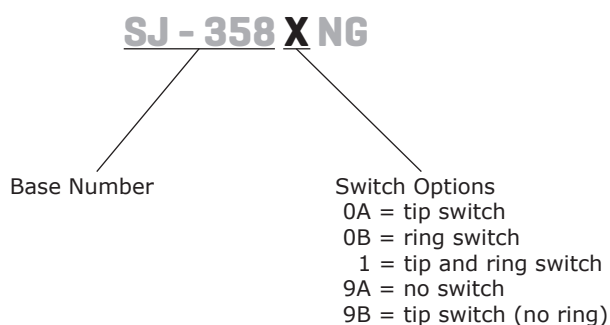 SJ - 358 X NG
Base Number
Switch Options
0A = tip switch
0B = ring switch
1 = tip and ring switch
9A = no switch
9B = tip switch (no ring)